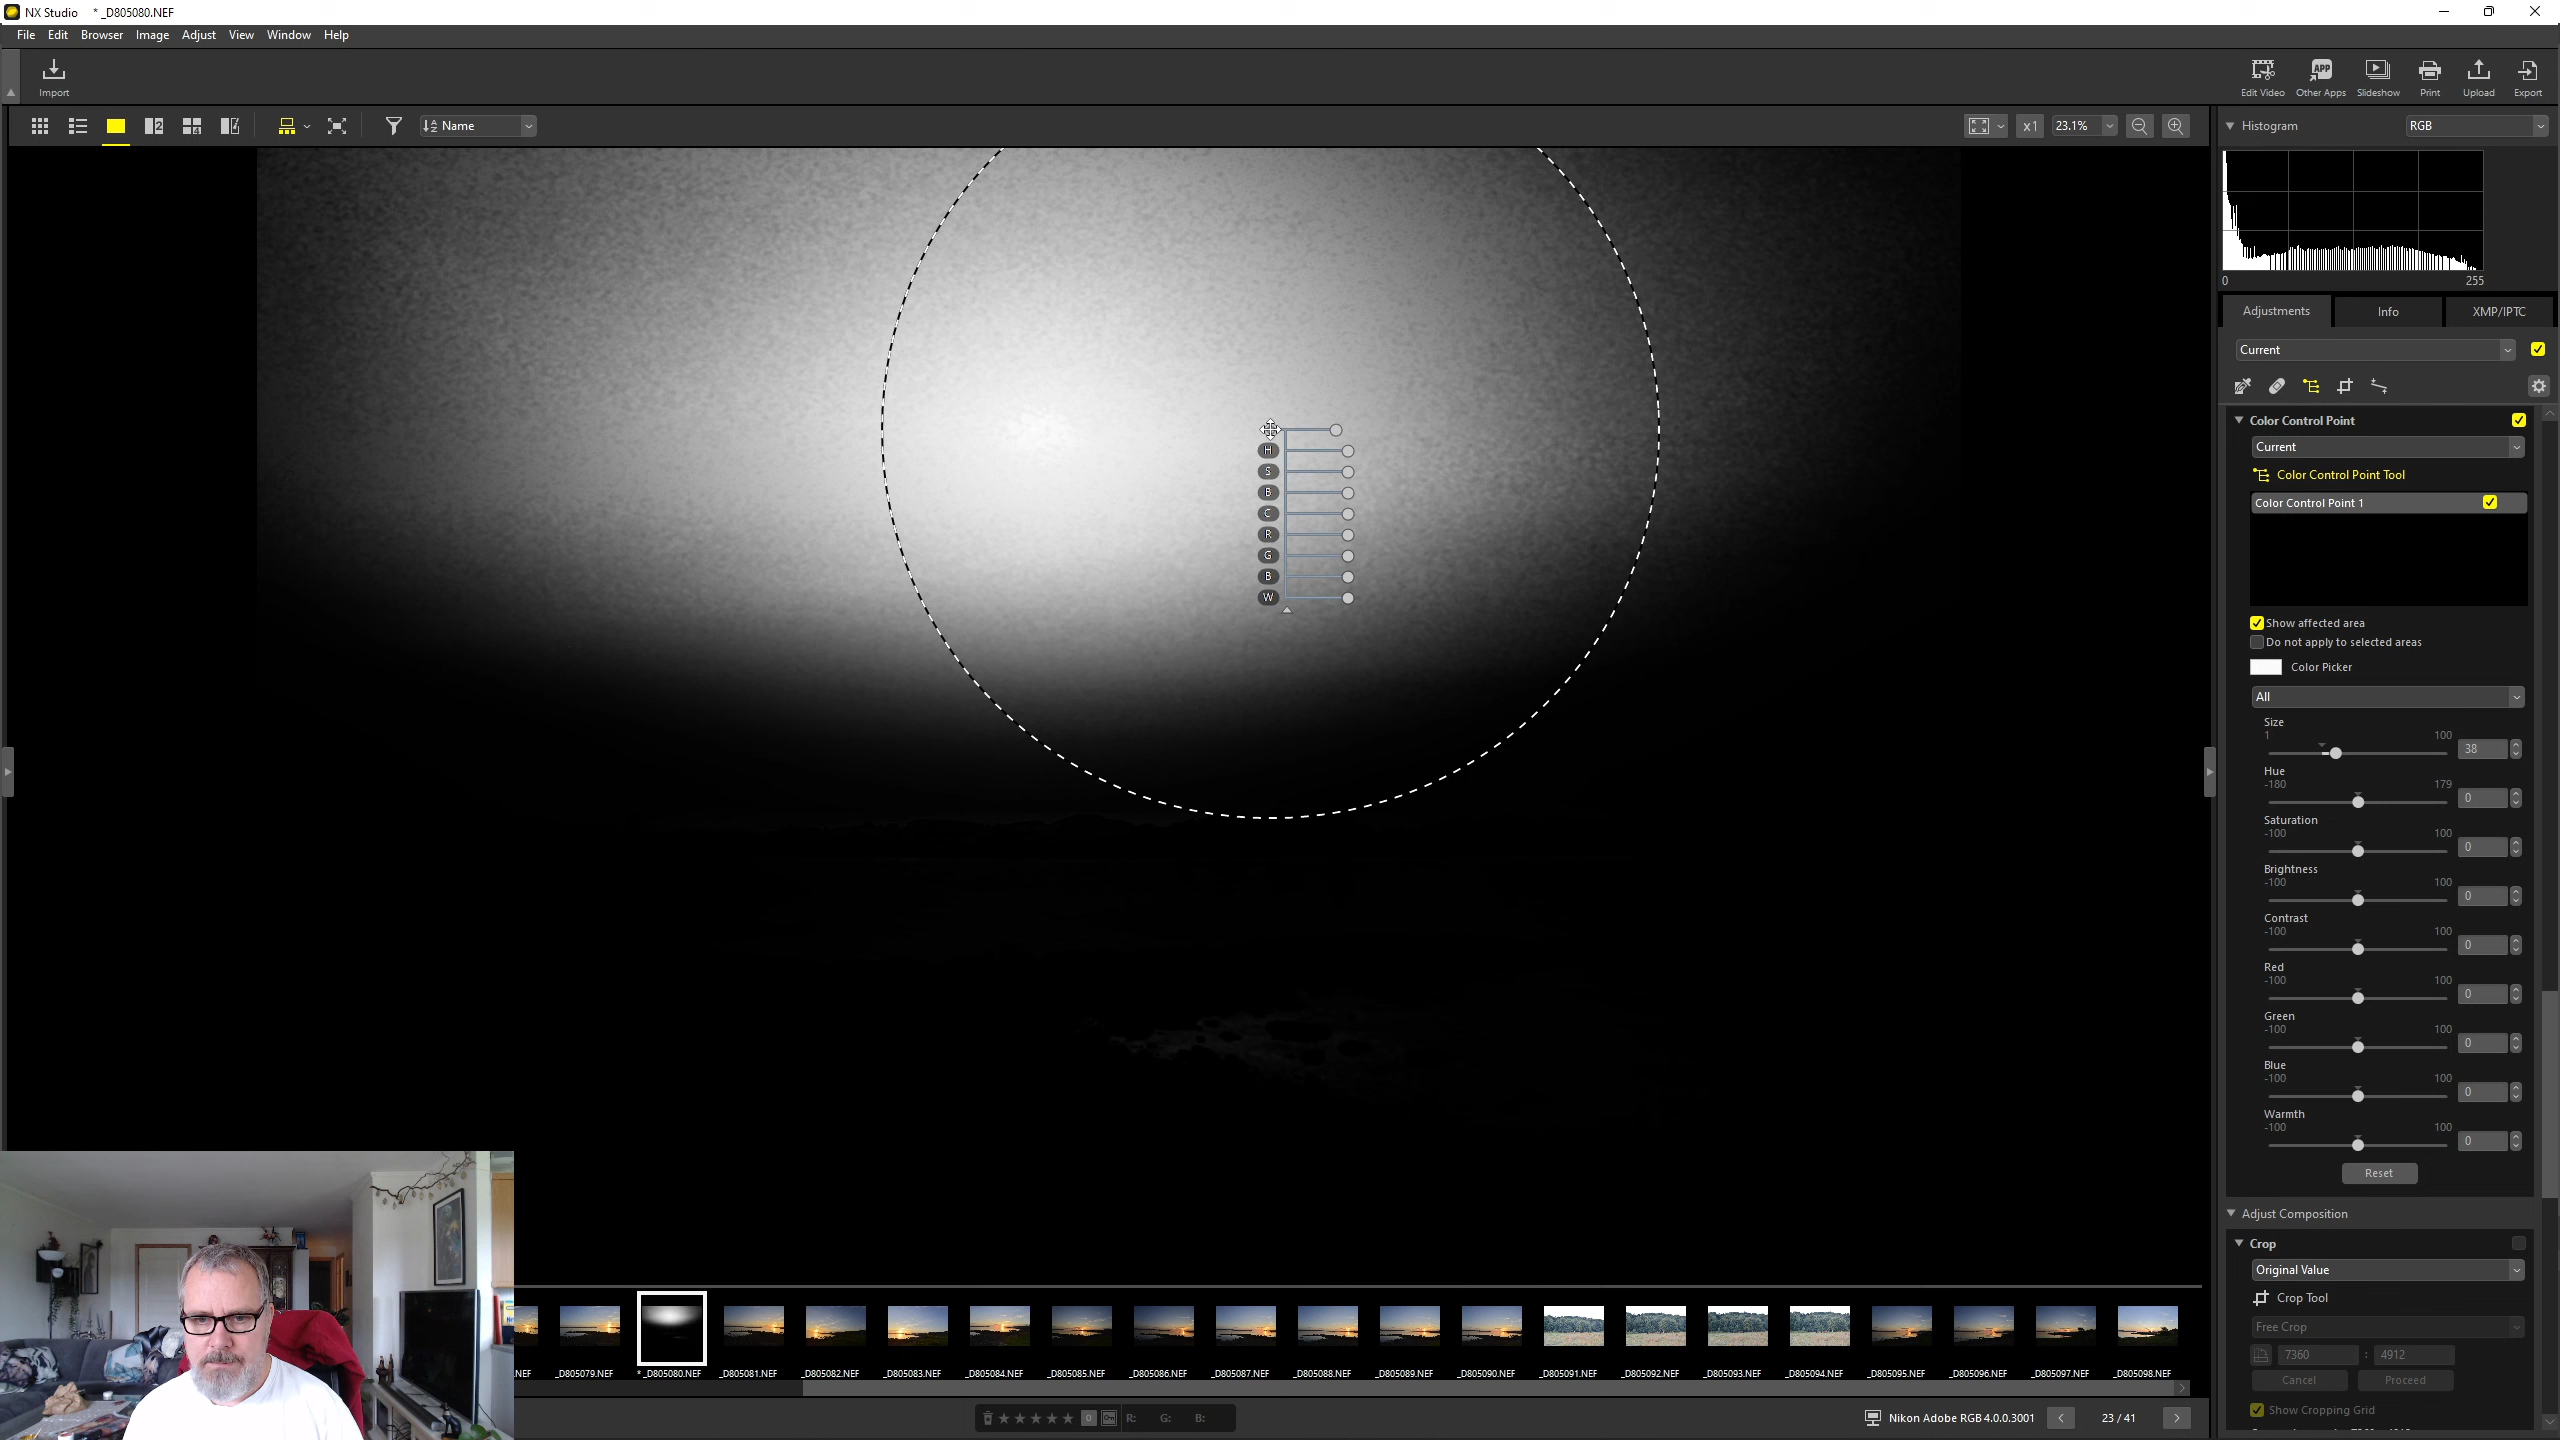 NX Studio * _D805080.NEF
File Edit Browser Image Adjust View Window Help
Import
Edit Video Other Apps Slideshow Print Upload Export
Name
x1 23.1%
Histogram RGB
0 255
Adjustments Info XMP/IPTC
Current
Color Control Point
Current
Color Control Point Tool
Color Control Point 1
H
S
B
C
R
G
B
W
Show affected area
Do not apply to selected areas
Color Picker
All
Size
1 100 38
Hue
-180 179 0
Saturation
-100 100 0
Brightness
-100 100 0
Contrast
-100 100 0
Red
-100 100 0
Green
-100 100 0
Blue
-100 100 0
Warmth
-100 100 0
Reset
Adjust Composition
Crop
Original Value
Crop Tool
Free Crop
7360 : 4912
Cancel Proceed
Show Cropping Grid
.NEF _D805079.NEF * _D805080.NEF _D805081.NEF _D805082.NEF _D805083.NEF _D805084.NEF _D805085.NEF _D805086.NEF _D805087.NEF _D805088.NEF _D805089.NEF _D805090.NEF _D805091.NEF _D805092.NEF _D805093.NEF _D805094.NEF _D805095.NEF _D805096.NEF _D805097.NEF _D805098.NEF
0 R: G: B:
Nikon Adobe RGB 4.0.0.3001 23 / 41